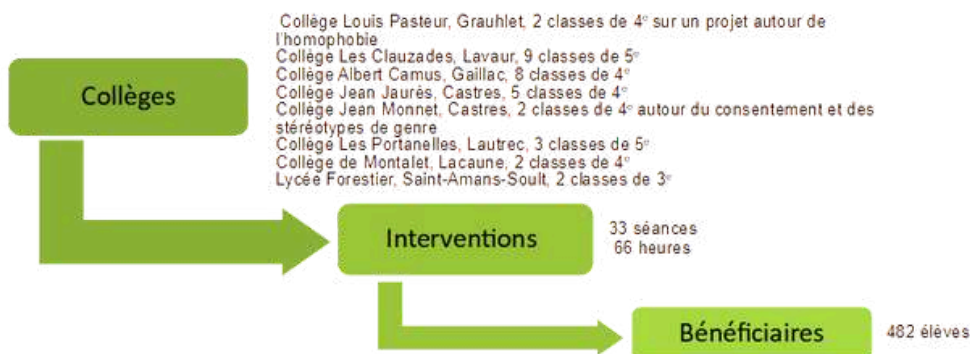 Collège Louis Pasteur, Grauhlet, 2 classes de 4e sur un projet autour de
l'homophobie
Collège Les Clauzades, Lavaur, 9 classes de 5e
Collège Albert Camus, Gaillac, 8 classes de 4e
Collège Jean Jaurès, Castres, 5 classes de 4e
Collège Jean Monnet, Castres, 2 classes de 4e autour du consentement et des
stéréotypes de genre
Collège Les Portanelles, Lautrec, 3 classes de 5e
Collège de Montalet, Lacaune, 2 classes de 4e
Lycée Forestier, Saint-Amans-Soult, 2 classes de 3e
Collèges
Interventions
33 séances
66 heures
Bénéficiaires
482 élèves